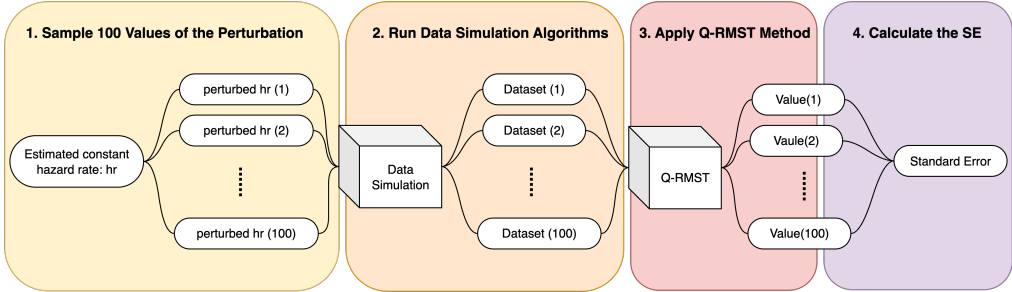 1. Sample 100 Values of the Perturbation
2. Run Data Simulation Algorithms
3. Apply Q-RMST Method
4. Calculate the SE
Estimated constant
hazard rate: hr
perturbed hr (1)
perturbed hr (2)
perturbed hr (100)
Data
Simulation
Dataset (1)
Dataset (2)
Dataset (100)
Q-RMST
Value(1)
Vaule(2)
Value(100)
Standard Error